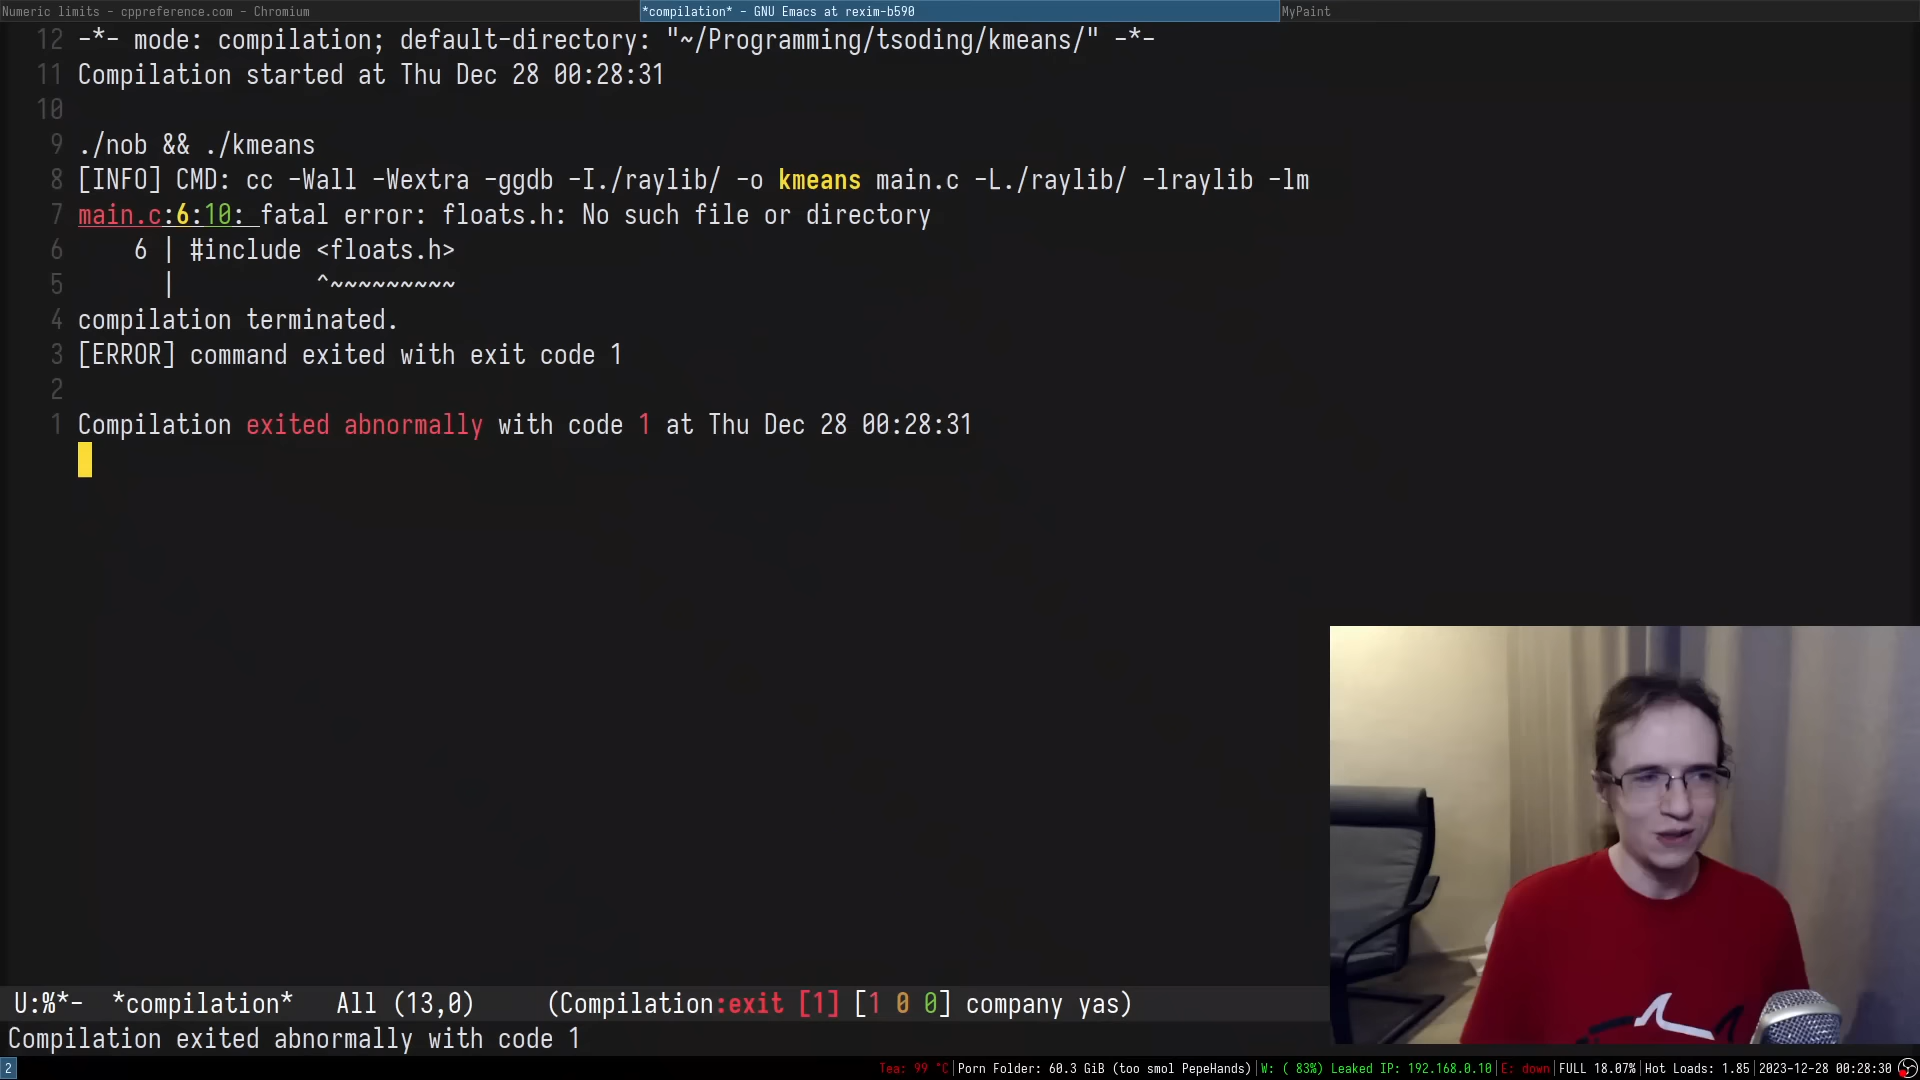 Numeric limits - cppreference.com - Chromium
*compilation* - GNU Emacs at rexim-b590
MyPaint
12 -*- mode: compilation; default-directory: "~/Programming/tsoding/kmeans/" -*-
11 Compilation started at Thu Dec 28 00:28:31
10
9 ./nob && ./kmeans
8 [INFO] CMD: cc -Wall -Wextra -ggdb -I./raylib/ -o kmeans main.c -L./raylib/ -lraylib -lm
7 main.c:6:10: fatal error: floats.h: No such file or directory
6     6 | #include <floats.h>
5       |          ^~~~~~~~~~
4 compilation terminated.
3 [ERROR] command exited with exit code 1
2
1 Compilation exited abnormally with code 1 at Thu Dec 28 00:28:31
U:%*-  *compilation*   All (13,0)     (Compilation:exit [1] [1 0 0] company yas)
Compilation exited abnormally with code 1
2
Tea: 99 °C|Porn Folder: 60.3 GiB (too smol PepeHands)|W: ( 83%) Leaked IP: 192.168.0.10|E: down|FULL 18.07%|Hot Loads: 1.85|2023-12-28 00:28:30